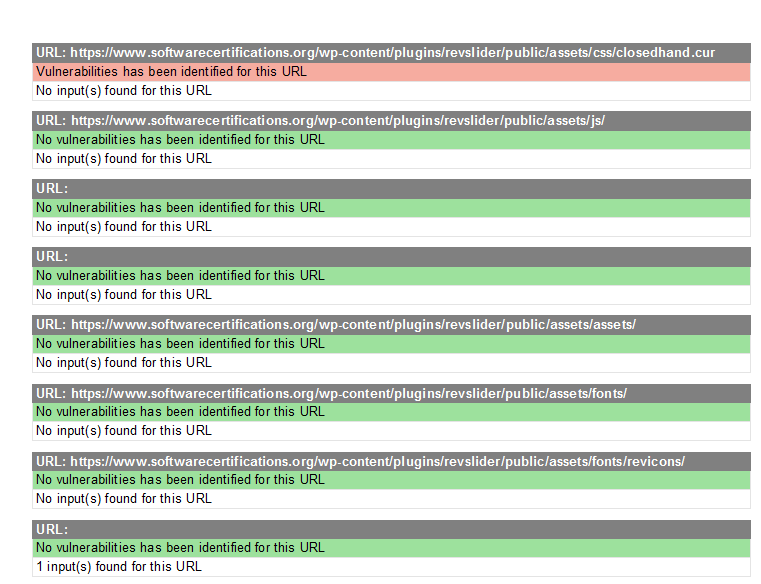 URL: https://www.softwarecertifications.org/wp-content/plugins/revslider/public/assets/css/closedhand.cur
Vulnerabilities has been identified for this URL
No input(s) found for this URL
URL: https://www.softwarecertifications.org/wp-content/plugins/revslider/public/assets/js/
No vulnerabilities has been identified for this URL
No input(s) found for this URL
URL:
No vulnerabilities has been identified for this URL
No input(s) found for this URL
URL:
No vulnerabilities has been identified for this URL
No input(s) found for this URL
URL: https://www.softwarecertifications.org/wp-content/plugins/revslider/public/assets/assets/
No vulnerabilities has been identified for this URL
No input(s) found for this URL
URL: https://www.softwarecertifications.org/wp-content/plugins/revslider/public/assets/fonts/
No vulnerabilities has been identified for this URL
No input(s) found for this URL
URL: https://www.softwarecertifications.org/wp-content/plugins/revslider/public/assets/fonts/revicons/
No vulnerabilities has been identified for this URL
No input(s) found for this URL
URL:
No vulnerabilities has been identified for this URL
1 input(s) found for this URL